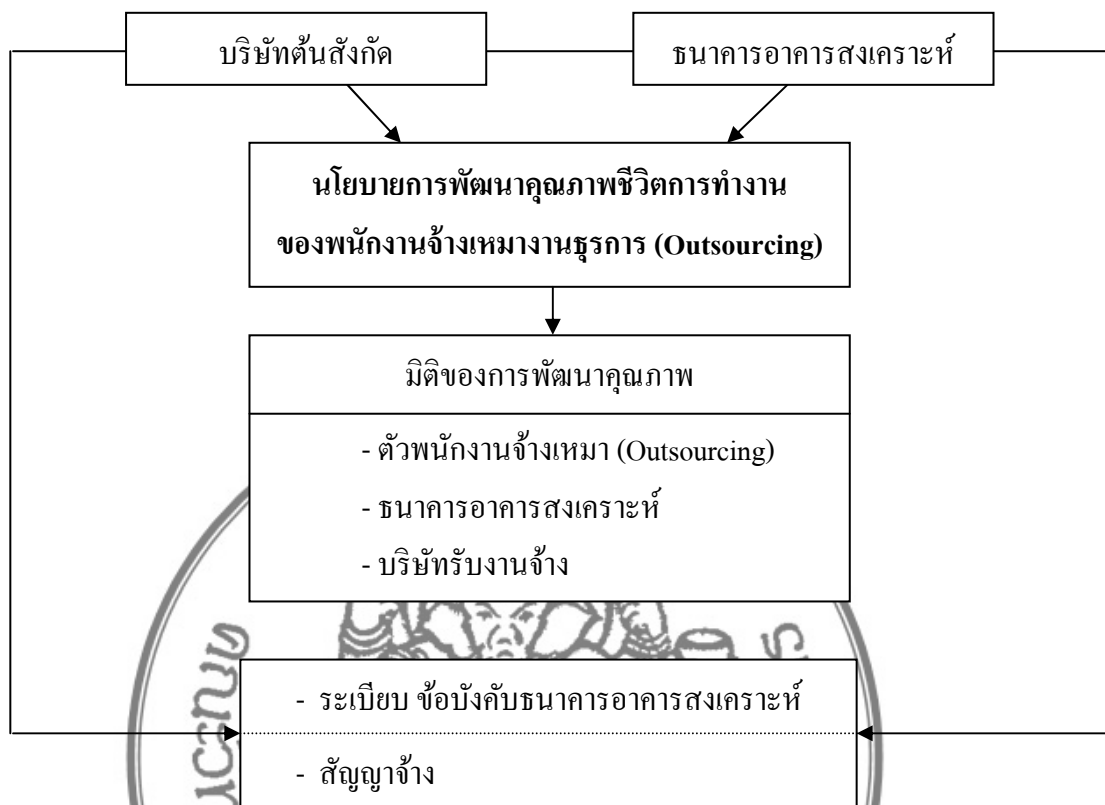 บริษัทต้นสังกัด
ธนาคารอาคารสงเคราะห์
นโยบายการพัฒนาคุณภาพชีวิตการทำงาน
ของพนักงานจ้างเหมางานธุรการ (Outsourcing)
มิติของการพัฒนาคุณภาพ
- ตัวพนักงานจ้างเหมา (Outsourcing)
- ธนาคารอาคารสงเคราะห์
- บริษัทรับงานจ้าง
- ระเบียบ ข้อบังคับธนาคารอาคารสงเคราะห์
- สัญญาจ้าง